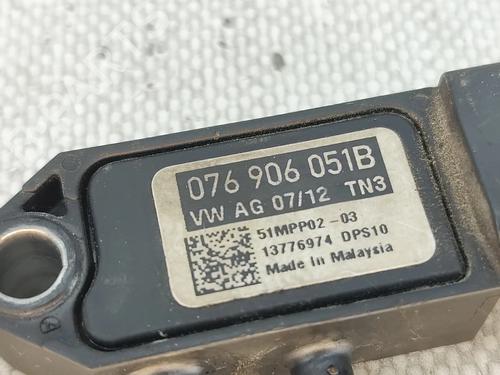 076 906 051B
VW AG 07/12 TN3
51MPP02-03
13776974 DPS10
Made In Malaysia